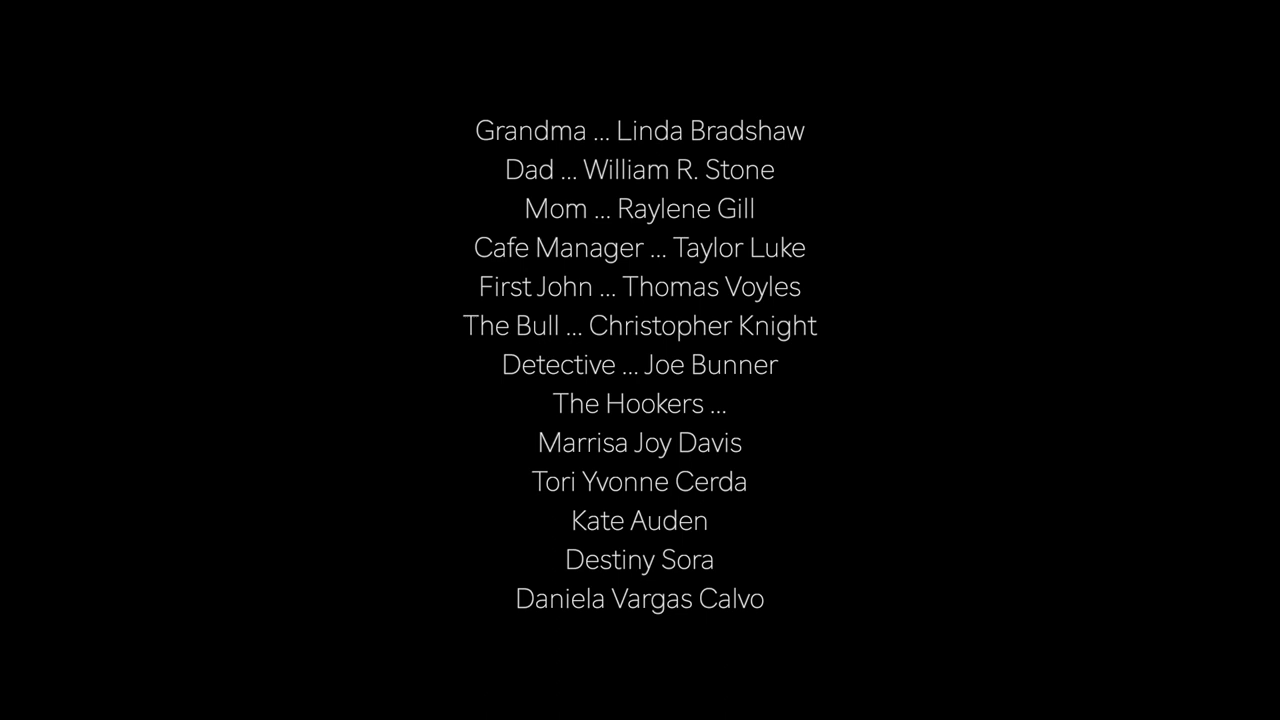 Grandma ... Linda Bradshaw
Dad ... William R. Stone
Mom ... Raylene Gill
Cafe Manager ... Taylor Luke
First John ... Thomas Voyles
The Bull ... Christopher Knight
Detective ... Joe Bunner
The Hookers ...
Marrisa Joy Davis
Tori Yvonne Cerda
Kate Auden
Destiny Sora
Daniela Vargas Calvo